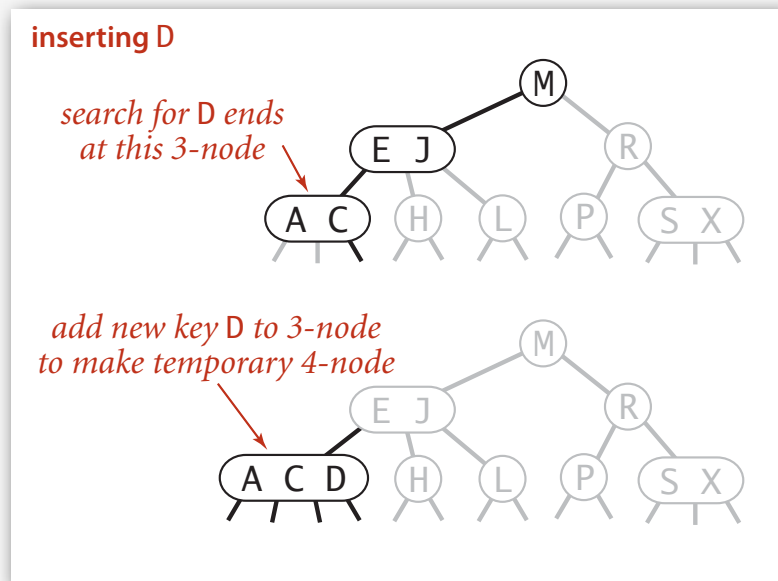 inserting D
search for D ends
at this 3-node
M
E J
R
A C
H
L
P
S X
add new key D to 3-node
to make temporary 4-node
M
E J
R
A C D
H
L
P
S X